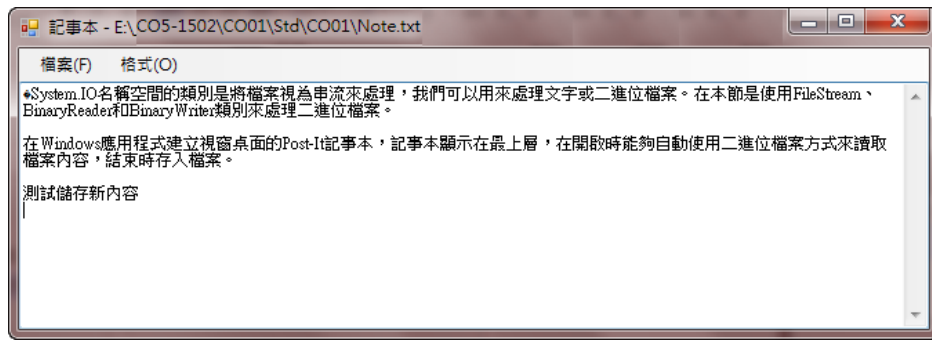 記事本 - E:\CO5-1502\CO01\Std\CO01\Note.txt
檔案(F) 格式(O)
♦System.IO名稱空間的類別是將檔案視為串流來處理，我們可以用來處理文字或二進位檔案。在本節是使用FileStream、
BinaryReader和BinaryWriter類別來處理二進位檔案。
在Windows應用程式建立視窗桌面的Post-It記事本，記事本顯示在最上層，在開啟時能夠自動使用二進位檔案方式來讀取
檔案內容，結束時存入檔案。
測試儲存新內容